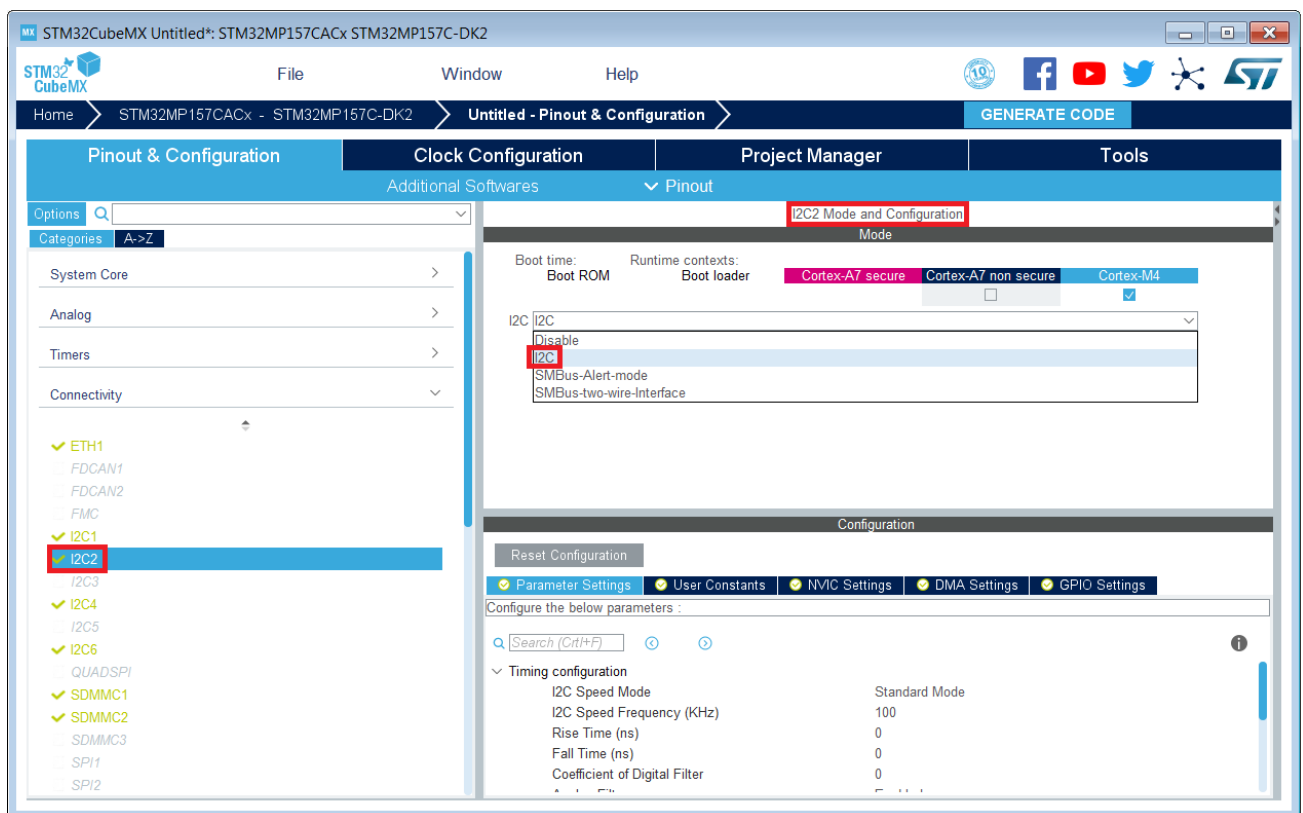 MX STM32CubeMX Untitled*: STM32MP157CACx STM32MP157C-DK2
STM32
CubeMX
File Window Help
10
Home STM32MP157CACx - STM32MP157C-DK2 Untitled - Pinout & Configuration GENERATE CODE
Pinout & Configuration Clock Configuration Project Manager Tools
Additional Softwares Pinout
Options
Categories A->Z
System Core
Analog
Timers
Connectivity
ETH1
FDCAN1
FDCAN2
FMC
I2C1
I2C2
I2C3
I2C4
I2C5
I2C6
QUADSPI
SDMMC1
SDMMC2
SDMMC3
SPI1
SPI2
I2C2 Mode and Configuration
Mode
Boot time: Runtime contexts:
Boot ROM Boot loader Cortex-A7 secure Cortex-A7 non secure Cortex-M4
I2C I2C
Disable
I2C
SMBus-Alert-mode
SMBus-two-wire-Interface
Configuration
Reset Configuration
Parameter Settings User Constants NVIC Settings DMA Settings GPIO Settings
Configure the below parameters :
Search (Crtl+F)
Timing configuration
I2C Speed Mode Standard Mode
I2C Speed Frequency (KHz) 100
Rise Time (ns) 0
Fall Time (ns) 0
Coefficient of Digital Filter 0